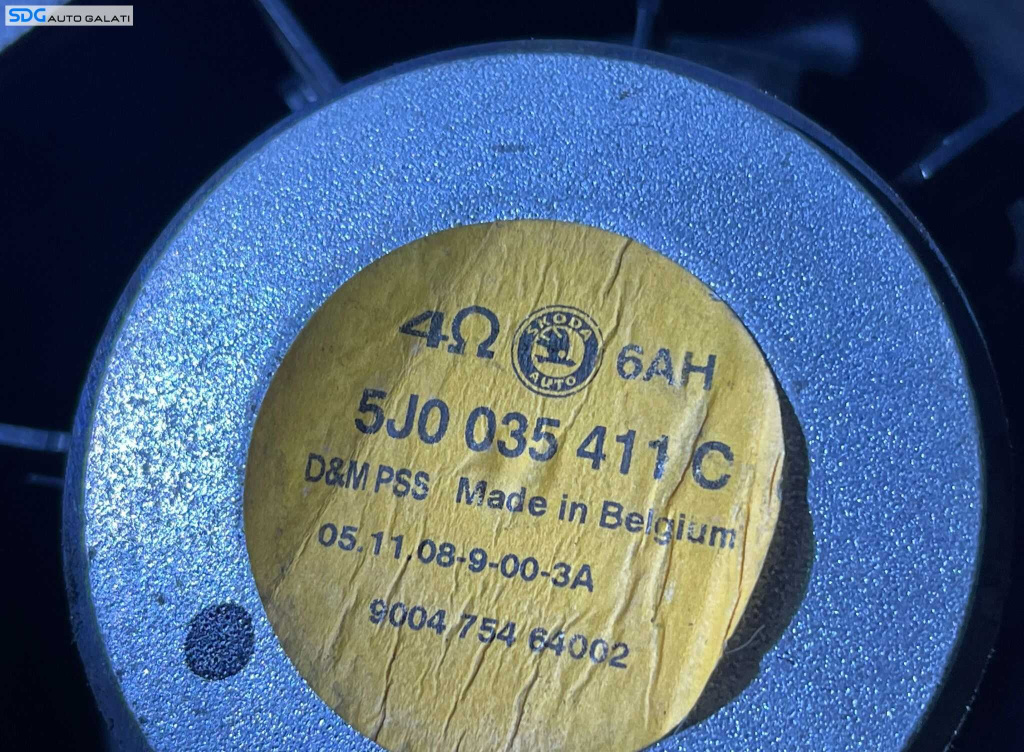 SDG AUTO GALATI
4Ω ŠKODA AUTO 6AH
5J0 035 411 C
D&M PSS Made in Belgium
05.11.08-9-00-3A
9004 754 64002